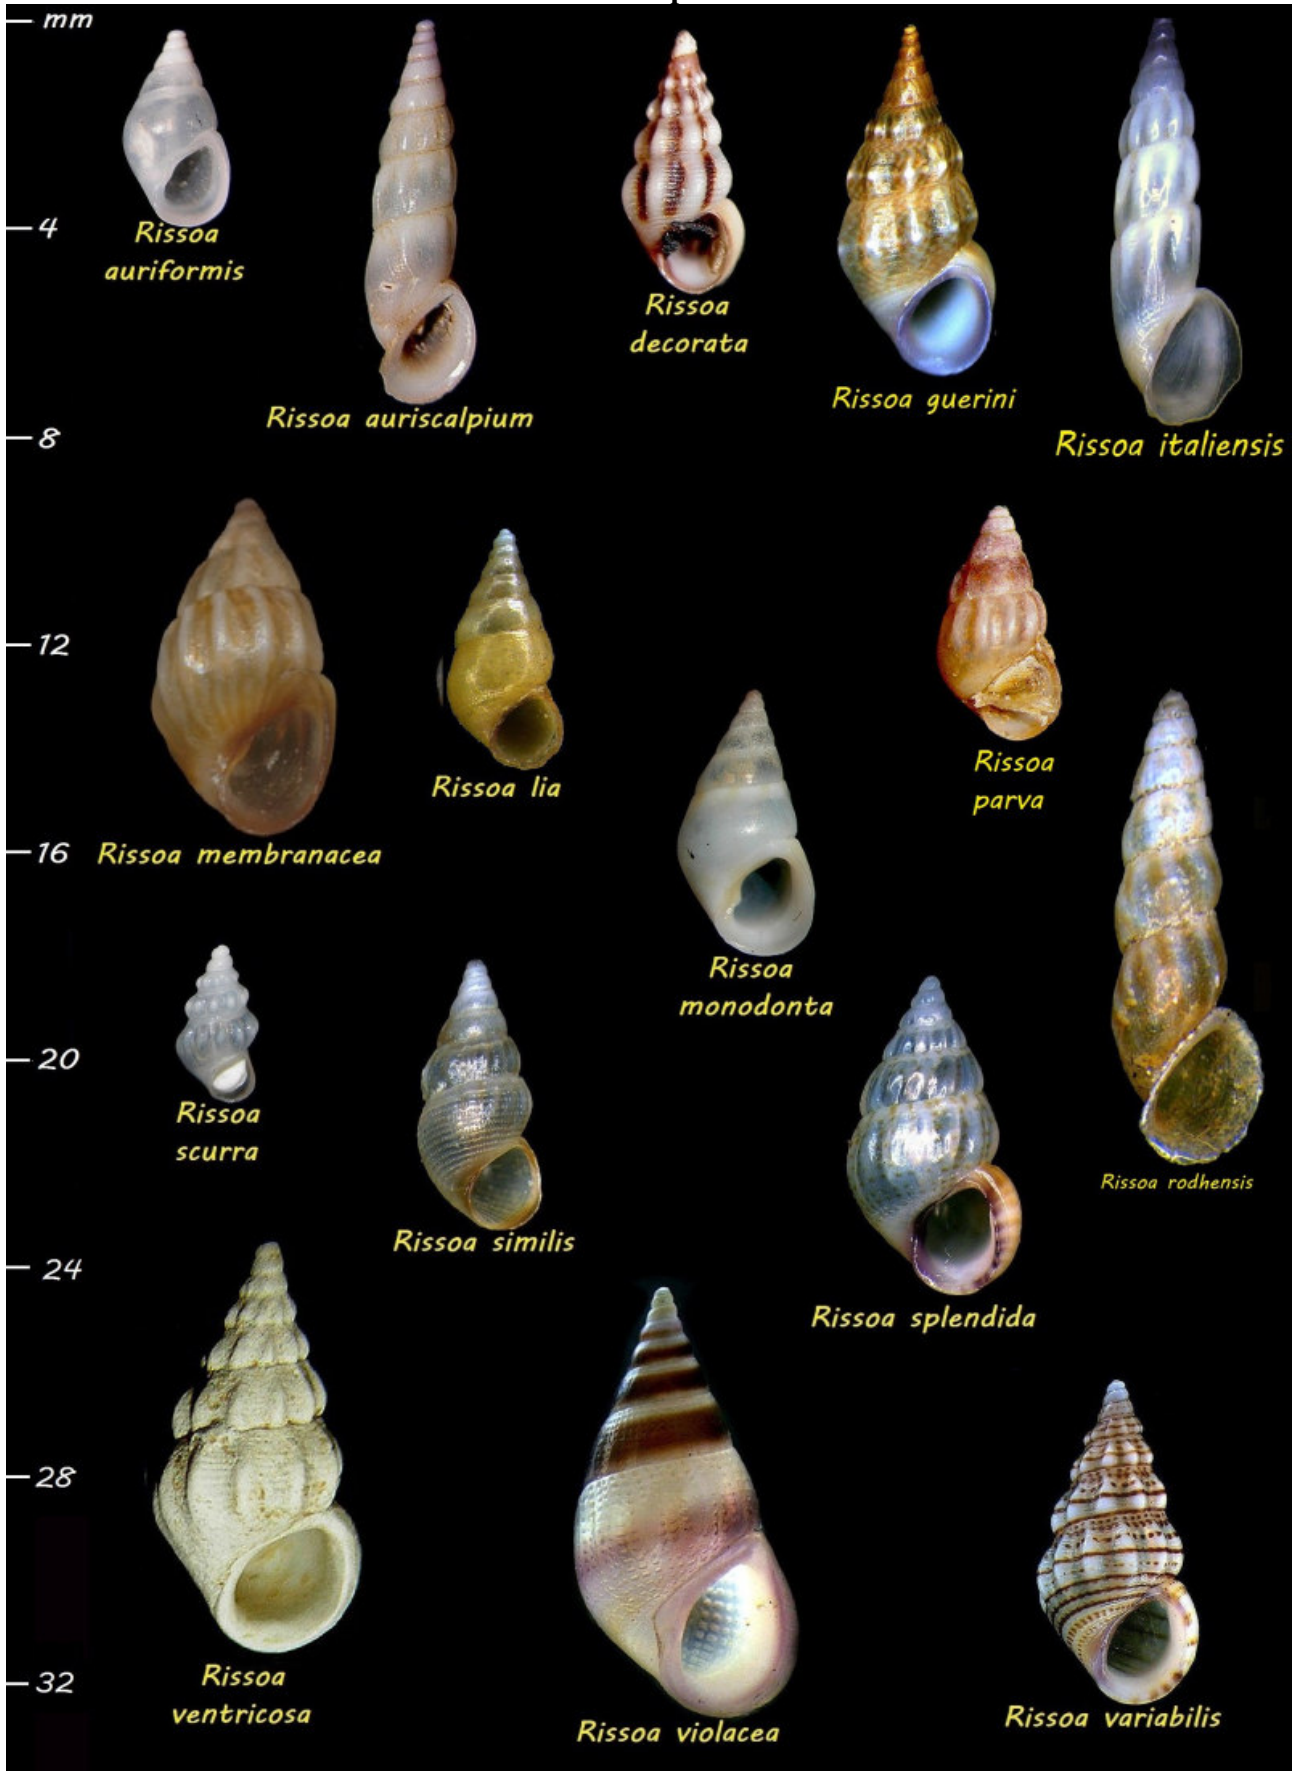 mm
4
Rissoa
auriformis
Rissoa
decorata
Rissoa guerini
Rissoa auriscalpium
8
Rissoa italiensis
12
Rissoa lia
Rissoa
parva
16
Rissoa membranacea
Rissoa
monodonta
20
Rissoa
scurra
Rissoa rodhensis
Rissoa similis
24
Rissoa splendida
28
32
Rissoa
ventricosa
Rissoa violacea
Rissoa variabilis